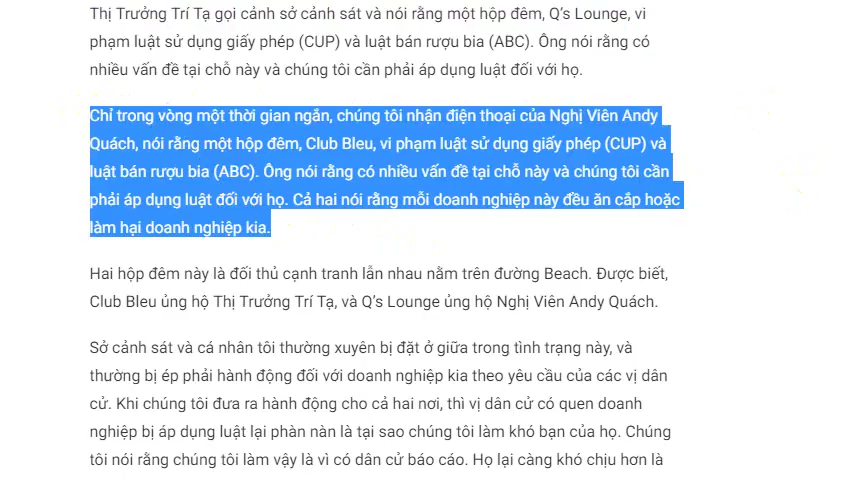 Thị Trưởng Trí Tạ gọi cảnh sở cảnh sát và nói rằng một hộp đêm, Q’s Lounge, vi
phạm luật sử dụng giấy phép (CUP) và luật bán rượu bia (ABC). Ông nói rằng có
nhiều vấn đề tại chỗ này và chúng tôi cần phải áp dụng luật đối với họ.
Chỉ trong vòng một thời gian ngắn, chúng tôi nhận điện thoại của Nghị Viên Andy
Quách, nói rằng một hộp đêm, Club Bleu, vi phạm luật sử dụng giấy phép (CUP) và
luật bán rượu bia (ABC). Ông nói rằng có nhiều vấn đề tại chỗ này và chúng tôi cần
phải áp dụng luật đối với họ. Cả hai nói rằng mỗi doanh nghiệp này đều ăn cắp hoặc
làm hại doanh nghiệp kia.
Hai hộp đêm này là đối thủ cạnh tranh lẫn nhau nằm trên đường Beach. Được biết,
Club Bleu ủng hộ Thị Trưởng Trí Tạ, và Q’s Lounge ủng hộ Nghị Viên Andy Quách.
Sở cảnh sát và cá nhân tôi thường xuyên bị đặt ở giữa trong tình trạng này, và
thường bị ép phải hành động đối với doanh nghiệp kia theo yêu cầu của các vị dân
cử. Khi chúng tôi đưa ra hành động cho cả hai nơi, thì vị dân cử có quen doanh
nghiệp bị áp dụng luật lại phàn nàn là tại sao chúng tôi làm khó bạn của họ. Chúng
tôi nói rằng chúng tôi làm vậy là vì có dân cử báo cáo. Họ lại càng khó chịu hơn là